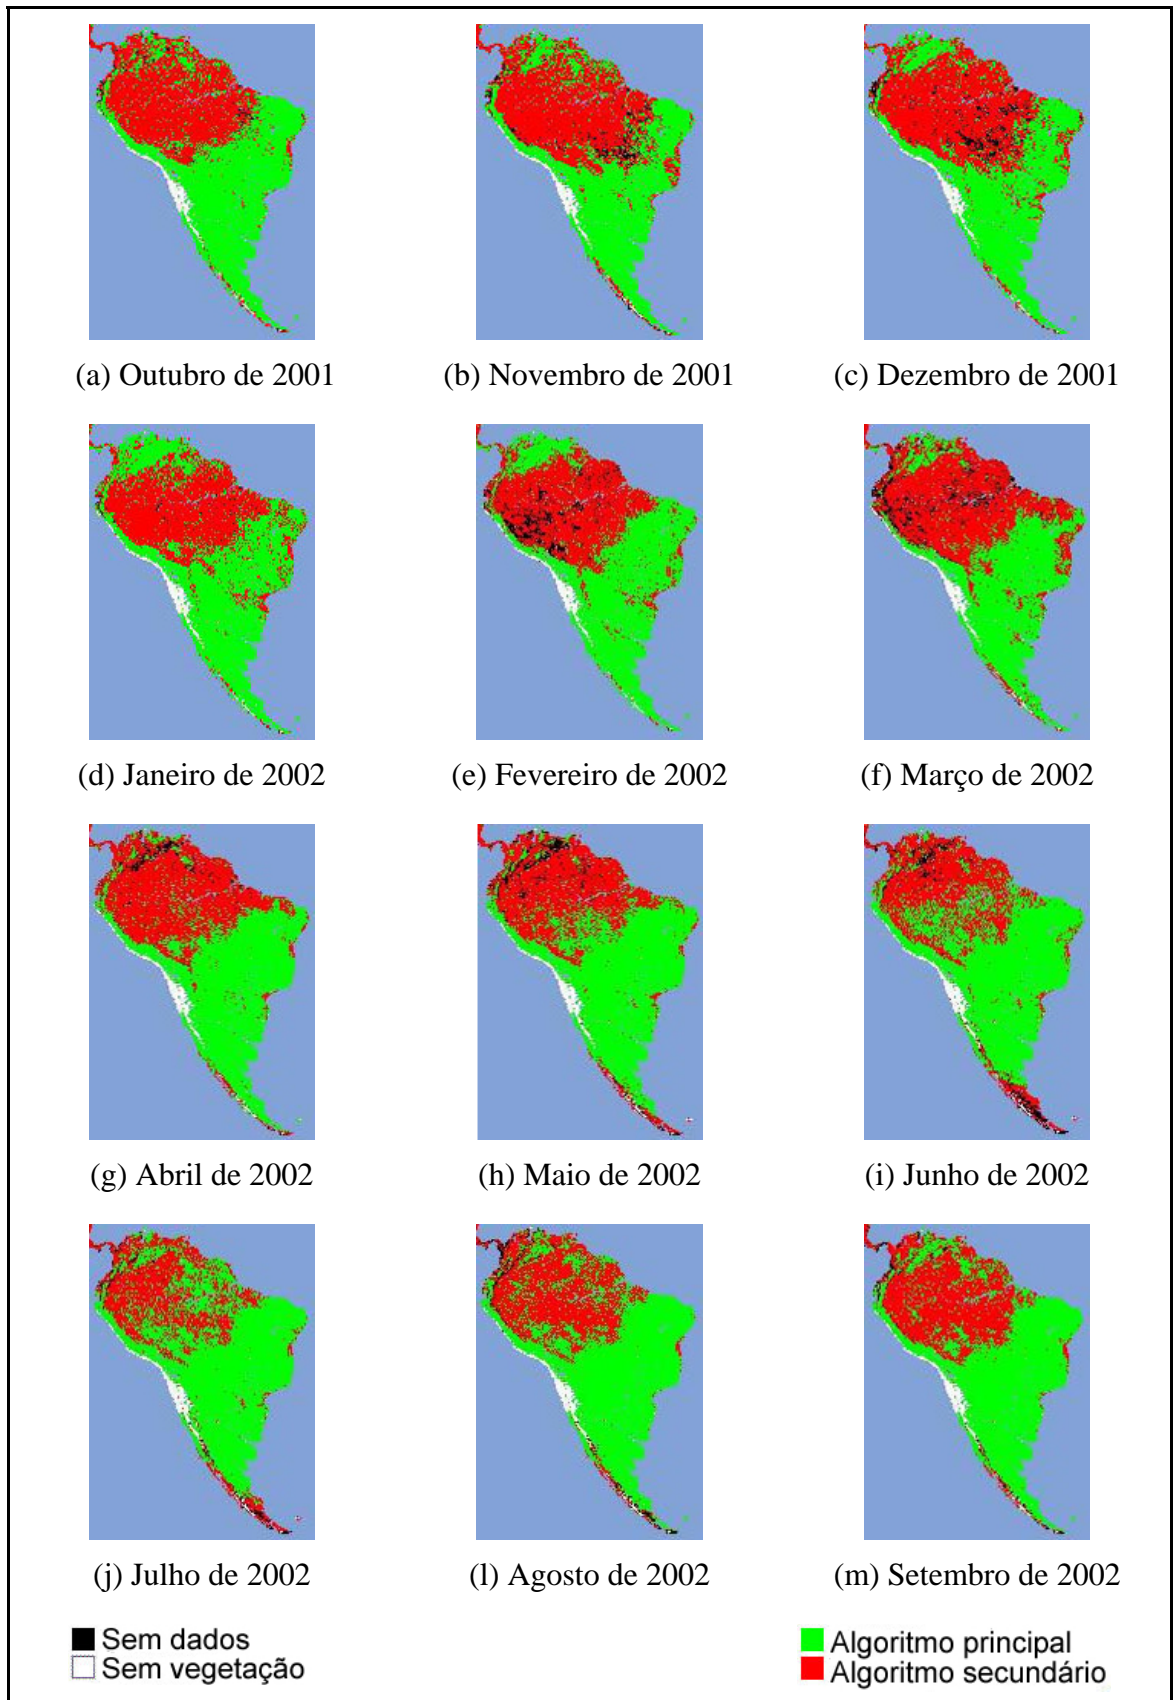 (a) Outubro de 2001 (b) Novembro de 2001 (c) Dezembro de 2001
(d) Janeiro de 2002 (e) Fevereiro de 2002 (f) Março de 2002
(g) Abril de 2002 (h) Maio de 2002 (i) Junho de 2002
(j) Julho de 2002 (l) Agosto de 2002 (m) Setembro de 2002
Sem dados Algoritmo principal
Sem vegetação Algoritmo secundário